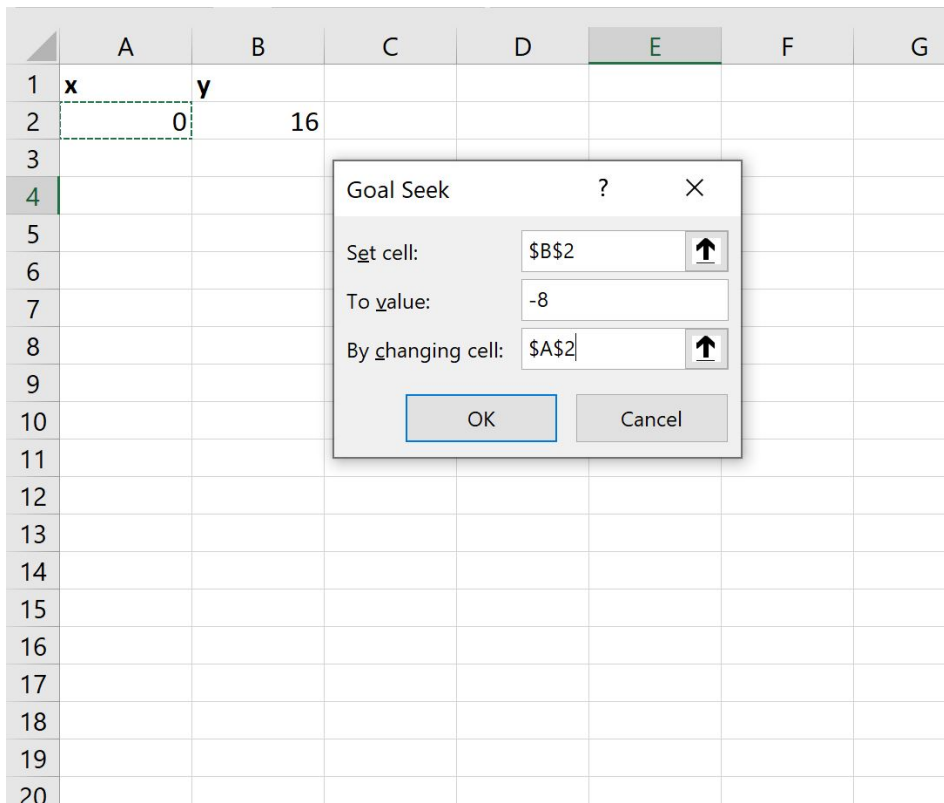 A B C D E F G
1 x y
2 0 16
3
4
5
6
7
8
9
10
11
12
13
14
15
16
17
18
19
20
Goal Seek ? ×
Set cell: $B$2
To value: -8
By changing cell: $A$2
OK Cancel